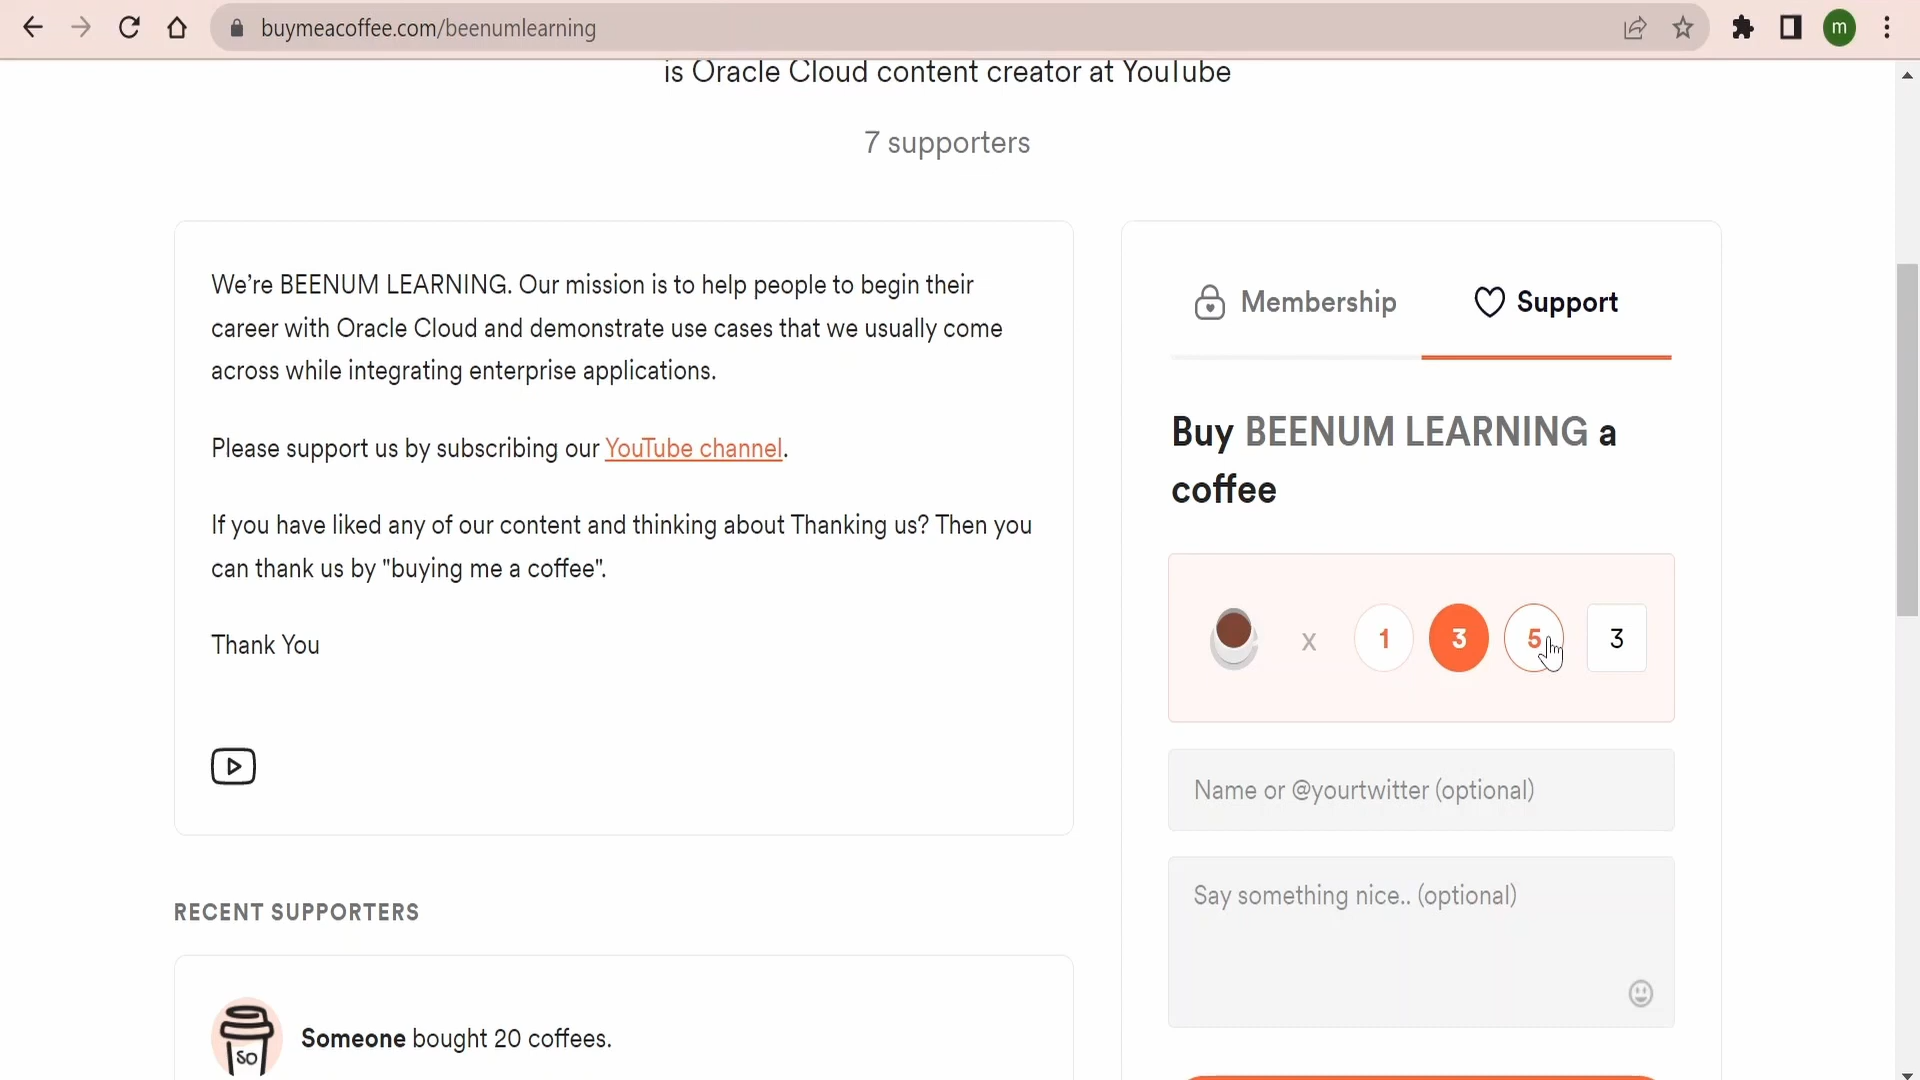 buymeacoffee.com/beenumlearning
m
is Oracle Cloud content creator at YouTube
7 supporters
We're BEENUM LEARNING. Our mission is to help people to begin their
career with Oracle Cloud and demonstrate use cases that we usually come
across while integrating enterprise applications.
Please support us by subscribing our YouTube channel.
If you have liked any of our content and thinking about Thanking us? Then you
can thank us by "buying me a coffee".
Thank You
RECENT SUPPORTERS
SO
Someone bought 20 coffees.
Membership
Support
Buy BEENUM LEARNING a
coffee
x 1 3 5 3
Name or @yourtwitter (optional)
Say something nice.. (optional)